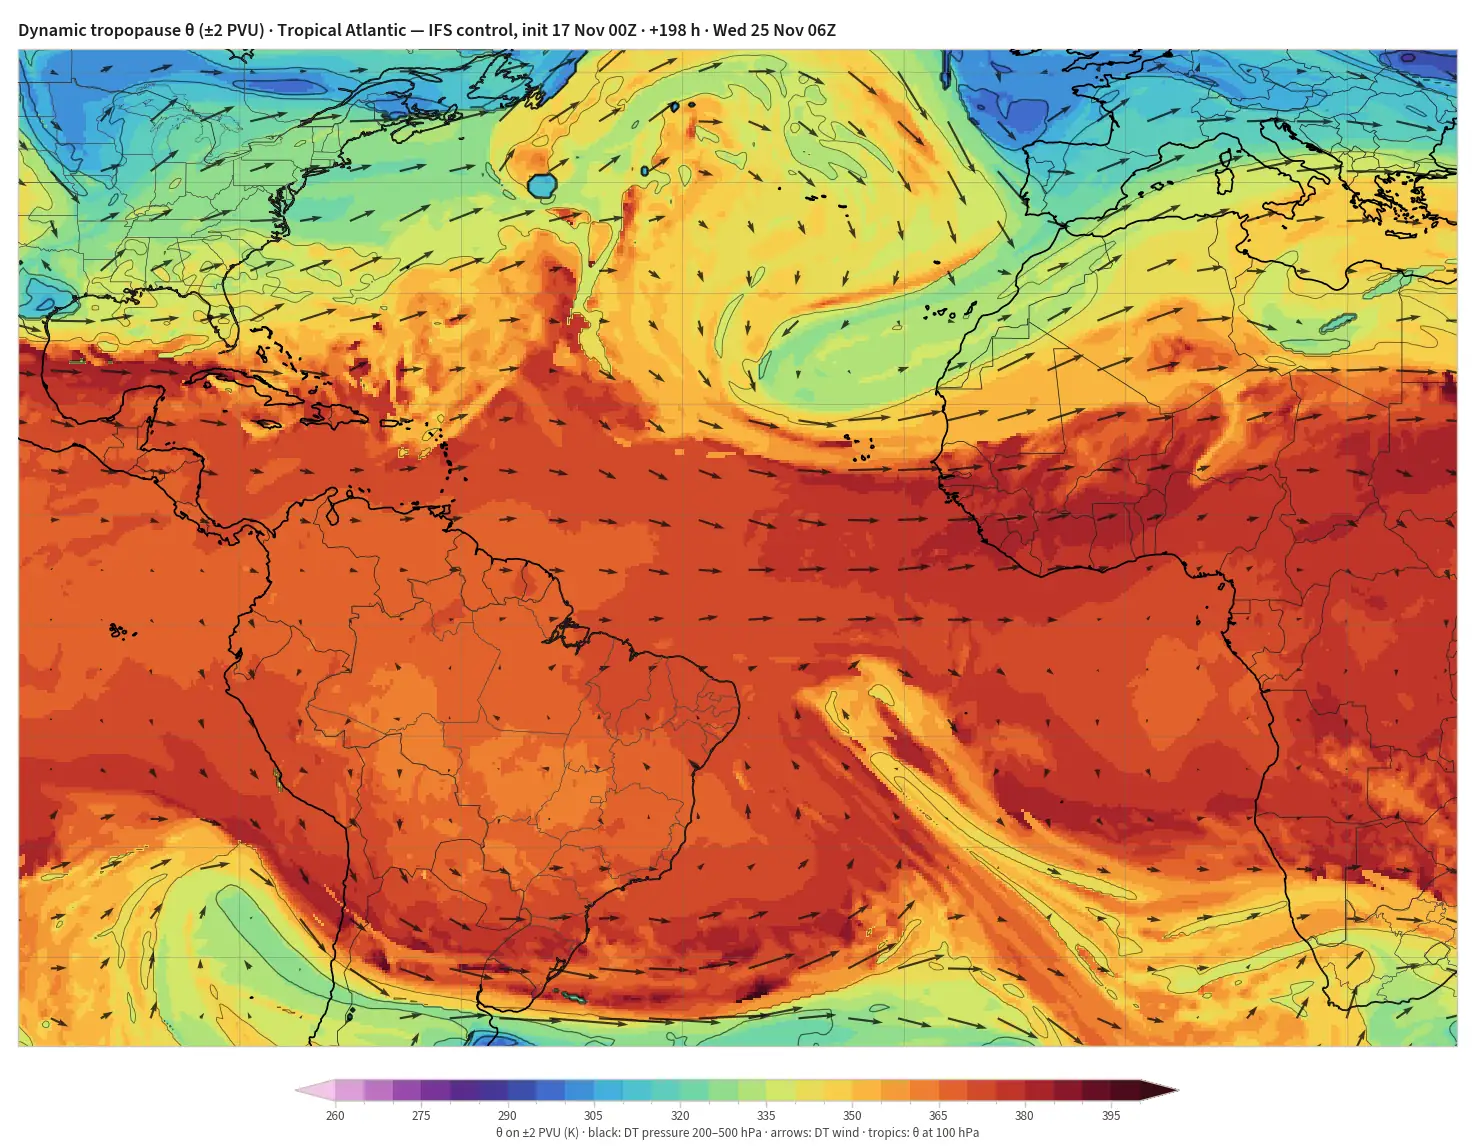 Dynamic tropopause θ (±2 PVU) · Tropical Atlantic — IFS control, init 17 Nov 00Z · +198 h · Wed 25 Nov 06Z
260 275 290 305 320 335 350 365 380 395
θ on ±2 PVU (K) · black: DT pressure 200–500 hPa · arrows: DT wind · tropics: θ at 100 hPa